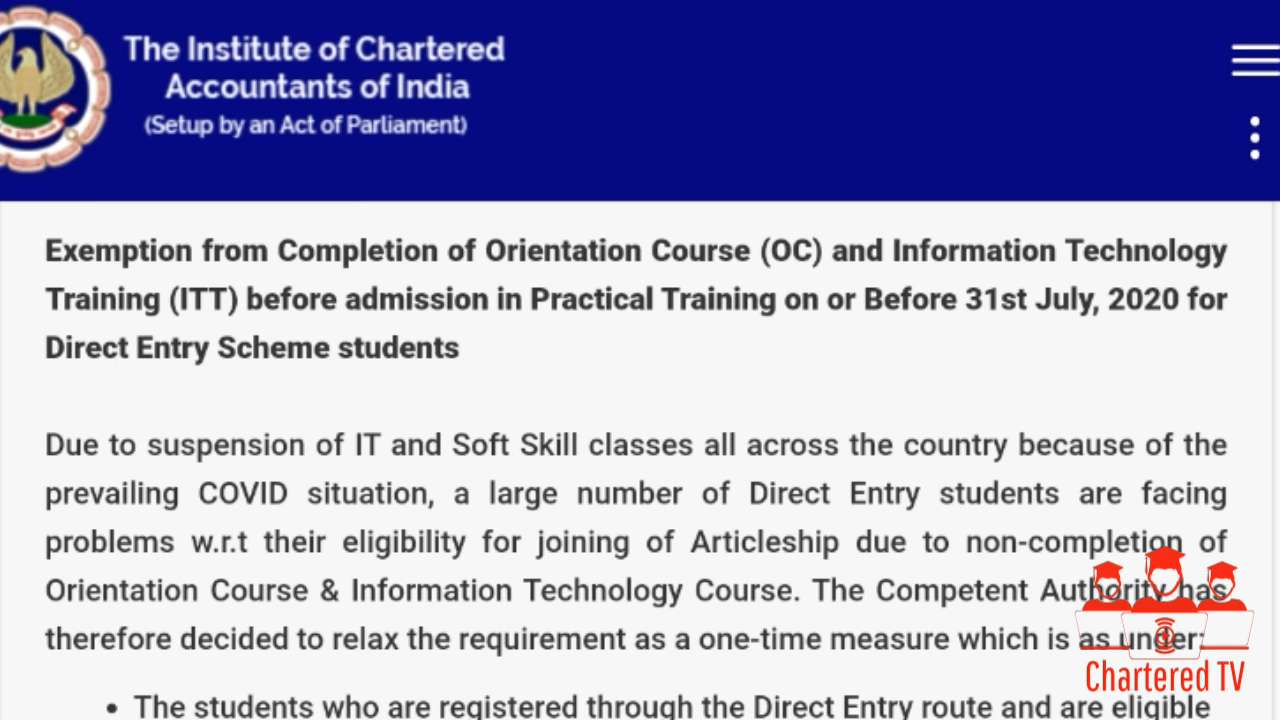 The Institute of Chartered
Accountants of India
(Setup by an Act of Parliament)
Exemption from Completion of Orientation Course (OC) and Information Technology
Training (ITT) before admission in Practical Training on or Before 31st July, 2020 for
Direct Entry Scheme students
Due to suspension of IT and Soft Skill classes all across the country because of the
prevailing COVID situation, a large number of Direct Entry students are facing
problems w.r.t their eligibility for joining of Articleship due to non-completion of
Orientation Course & Information Technology Course. The Competent Authority has
therefore decided to relax the requirement as a one-time measure which is as under:
Chartered TV
• The students who are registered through the Direct Entry route and are eligible